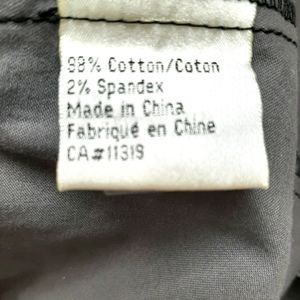 98% Cotton/Coton
2% Spandex
Made in China
Fabriqué en Chine
CA#11319